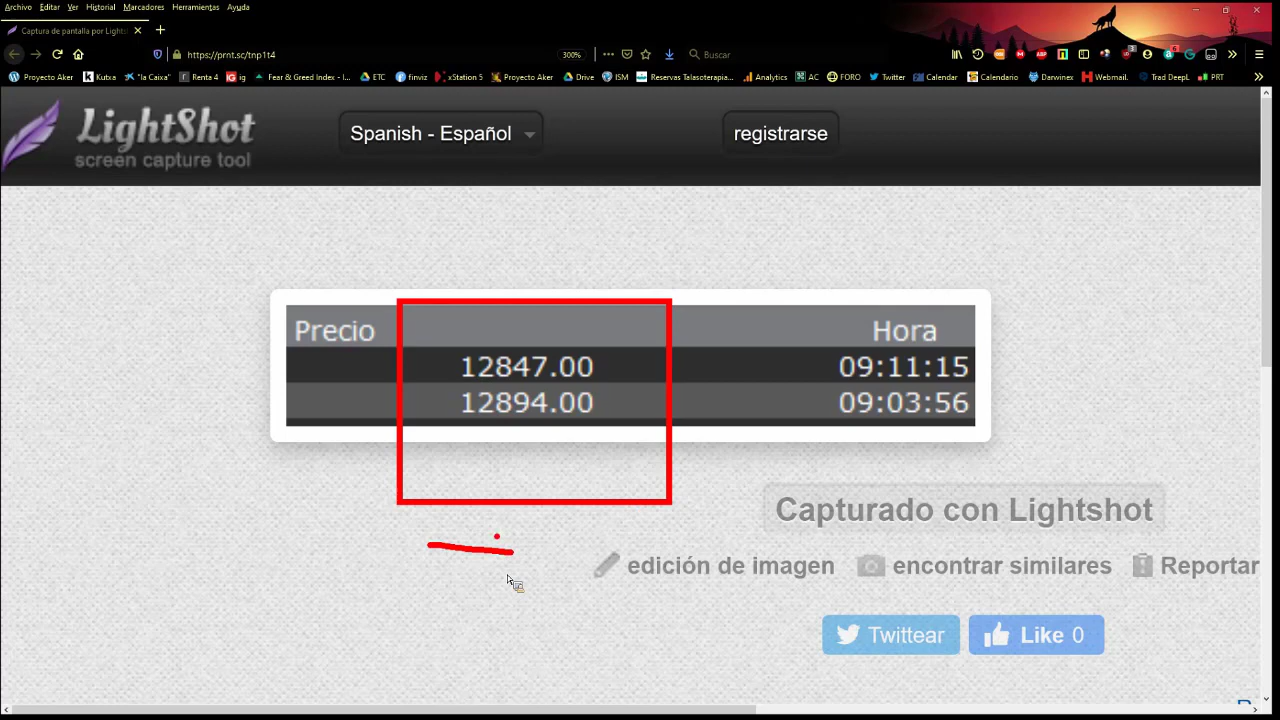 Archivo Editar Ver Historial Marcadores Herramientas Ayuda
Captura de pantalla por Lights
https://prnt.sc/tnp1t4 300% Buscar
Proyecto Aker Kutxa "la Caixa" Renta 4 ig Fear & Greed Index - I... ETC finviz xStation 5 Proyecto Aker Drive ISM Reservas Talasoterapia... Analytics AC FORO Twitter Calendar Calendario Darwinex Webmail. Trad DeepL PRT
LightShot
screen capture tool
Spanish - Español
registrarse
Precio Hora
12847.00 09:11:15
12894.00 09:03:56
Capturado con Lightshot
edición de imagen encontrar similares Reportar
Twittear Like 0